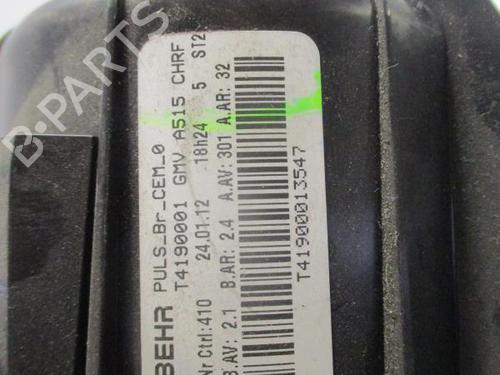 BEHR PULS_Br_CEM_0
T4190001 GMV A515 CHRF
Nr Ctrl:410 24.01.12 18h24 5 ST2
B.AV: 2.1 B.AR: 2.4 A.AV: 301 A.AR: 32
T41900013547
B-PARTS